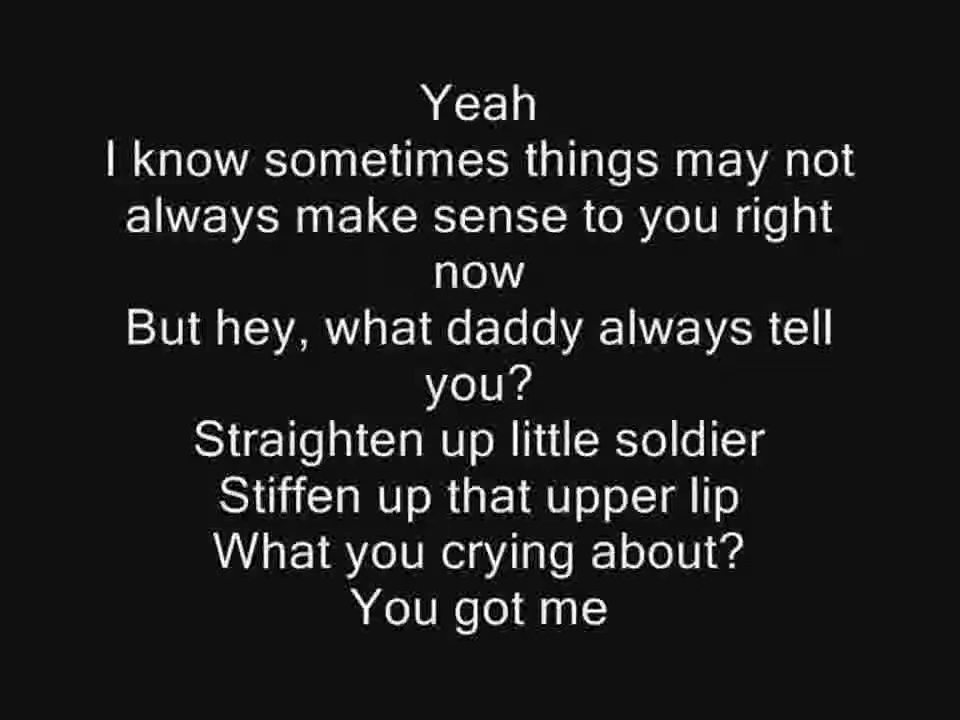 Yeah
I know sometimes things may not
always make sense to you right
now
But hey, what daddy always tell
you?
Straighten up little soldier
Stiffen up that upper lip
What you crying about?
You got me